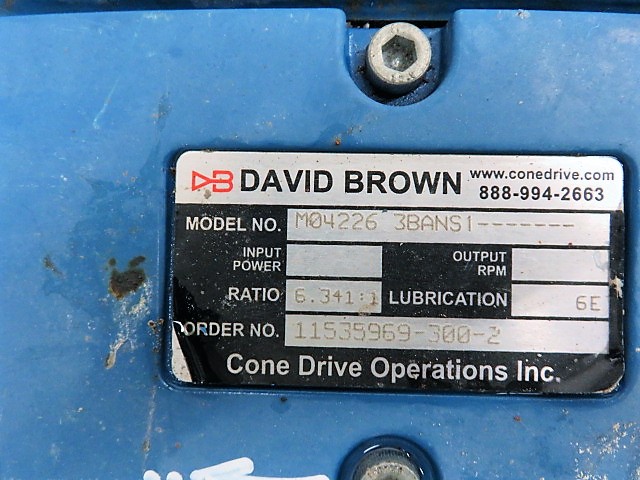 DB DAVID BROWN www.conedrive.com
888-994-2663
MODEL NO. M04226 3BANS1-------
INPUT POWER OUTPUT RPM
RATIO 6.341:1 LUBRICATION 6E
ORDER NO. 11535969-300-2
Cone Drive Operations Inc.